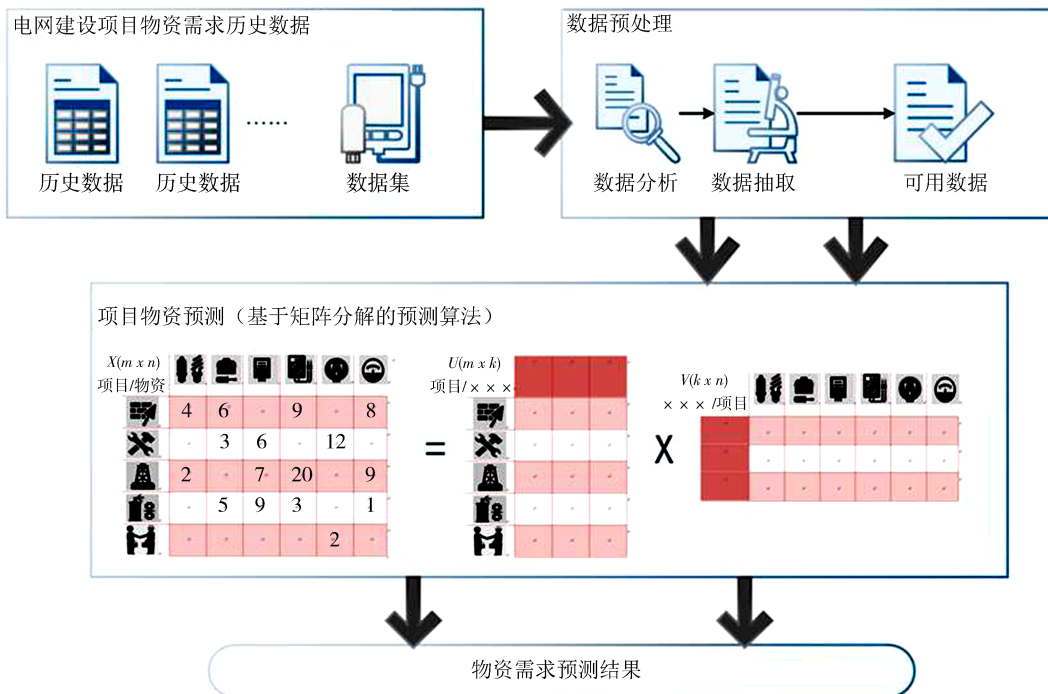 电网建设项目物资需求历史数据
历史数据
历史数据
……
数据集
数据预处理
数据分析
数据抽取
可用数据
项目物资预测（基于矩阵分解的预测算法）
X(m x n)
项目/物资
4 6 - 9 - 8
- 3 6 - 12 -
2 - 7 20 - 9
- 5 9 3 - 1
- - - - 2 -
=
U(m x k)
项目/×××
X
V(k x n)
×××/项目
物资需求预测结果